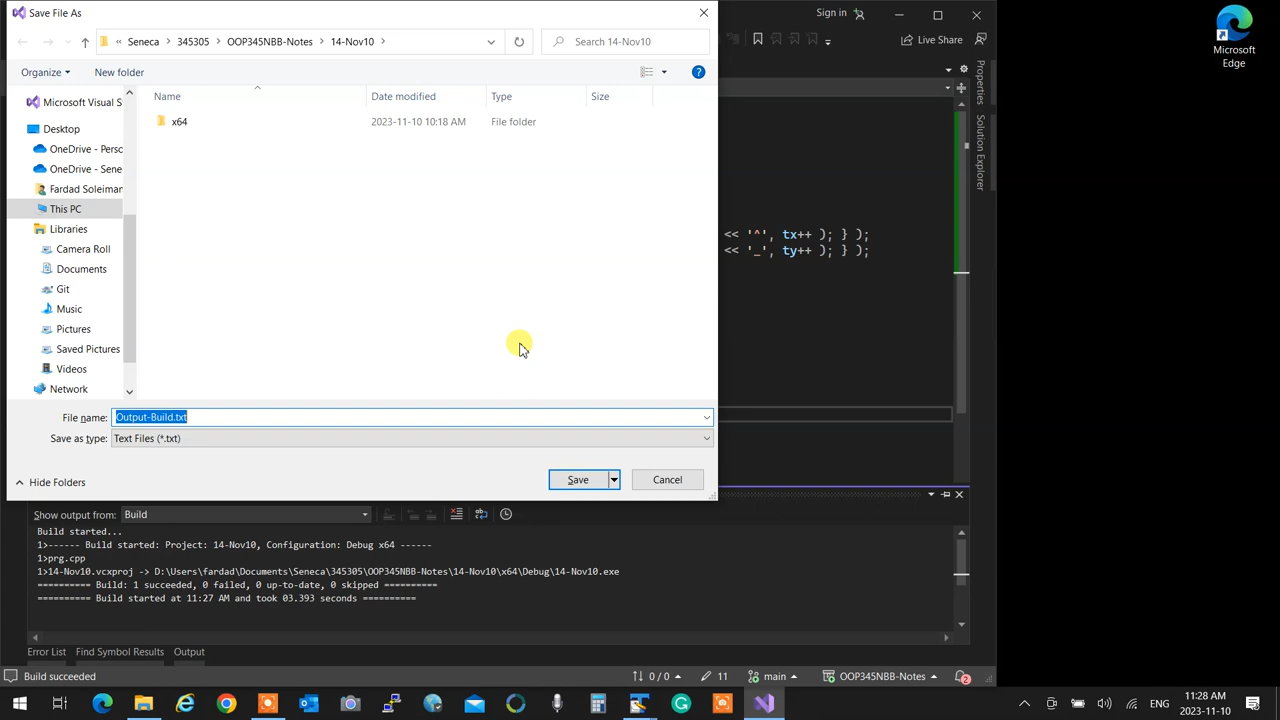 Save File As
Sign in
Microsoft Edge
« Seneca > 345305 > OOP345NBB-Notes > 14-Nov10 >
Search 14-Nov10
Live Share
Organize
New folder
Name
Date modified
Type
Size
x64
2023-11-10 10:18 AM
File folder
Microsoft Visual S
Desktop
OneDrive - Perso
OneDrive - Sene
Fardad Soleiman
This PC
Libraries
Camera Roll
Documents
Git
Music
Pictures
Saved Pictures
Videos
Network
Properties
Solution Explorer
<< '^', tx++ ); } );
<< '_', ty++ ); } );
File name: Output-Build.txt
Save as type: Text Files (*.txt)
Hide Folders
Save
Cancel
Show output from: Build
Build started...
1>------ Build started: Project: 14-Nov10, Configuration: Debug x64 ------
1>prg.cpp
1>14-Nov10.vcxproj -> D:\Users\fardad\Documents\Seneca\345305\OOP345NBB-Notes\14-Nov10\x64\Debug\14-Nov10.exe
========== Build: 1 succeeded, 0 failed, 0 up-to-date, 0 skipped ==========
========== Build started at 11:27 AM and took 03.393 seconds ==========
Error List
Find Symbol Results
Output
Build succeeded
0 / 0
11
main
OOP345NBB-Notes
2
ENG
11:28 AM
2023-11-10